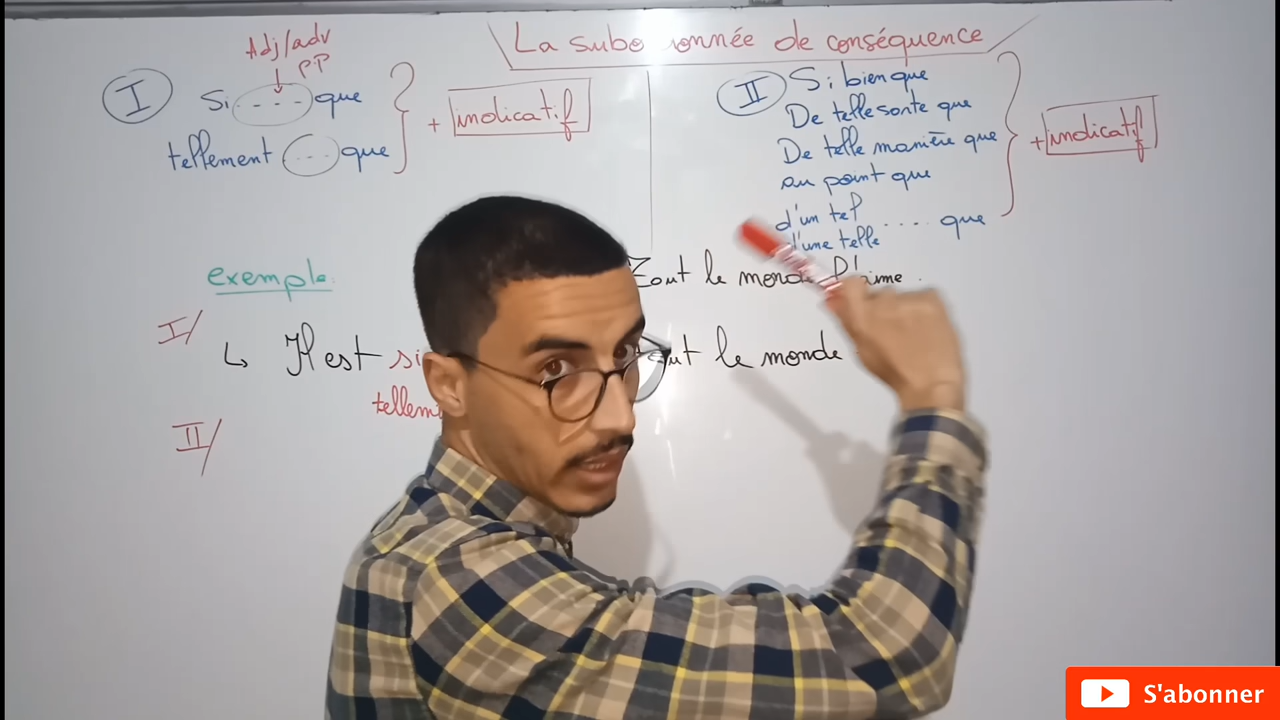 La subo onnée de conséquence
Adj/adv
P.P
I
Si --- que
tellement --- que
+ indicatif
II
Si bien que
De telle sorte que
De telle manière que
au point que
d'un tel
d'une telle
.... que
+ indicatif
exemple
Tout le monde l'aime.
I/
↳ Il est si
ut le monde
tellem
II/
S'abonner